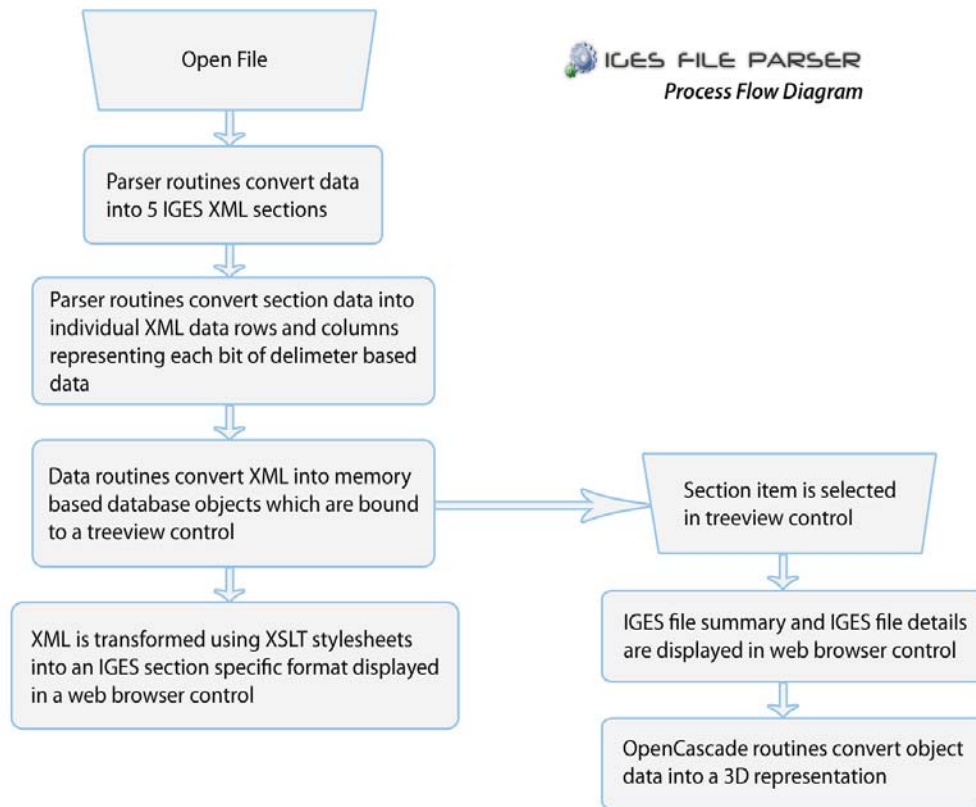 Open File
IGES FILE PARSER
Process Flow Diagram
Parser routines convert data
into 5 IGES XML sections
Parser routines convert section data into
individual XML data rows and columns
representing each bit of delimeter based
data
Data routines convert XML into memory
based database objects which are bound
to a treeview control
Section item is selected
in treeview control
XML is transformed using XSLT stylesheets
into an IGES section specific format displayed
in a web browser control
IGES file summary and IGES file details
are displayed in web browser control
OpenCascade routines convert object
data into a 3D representation